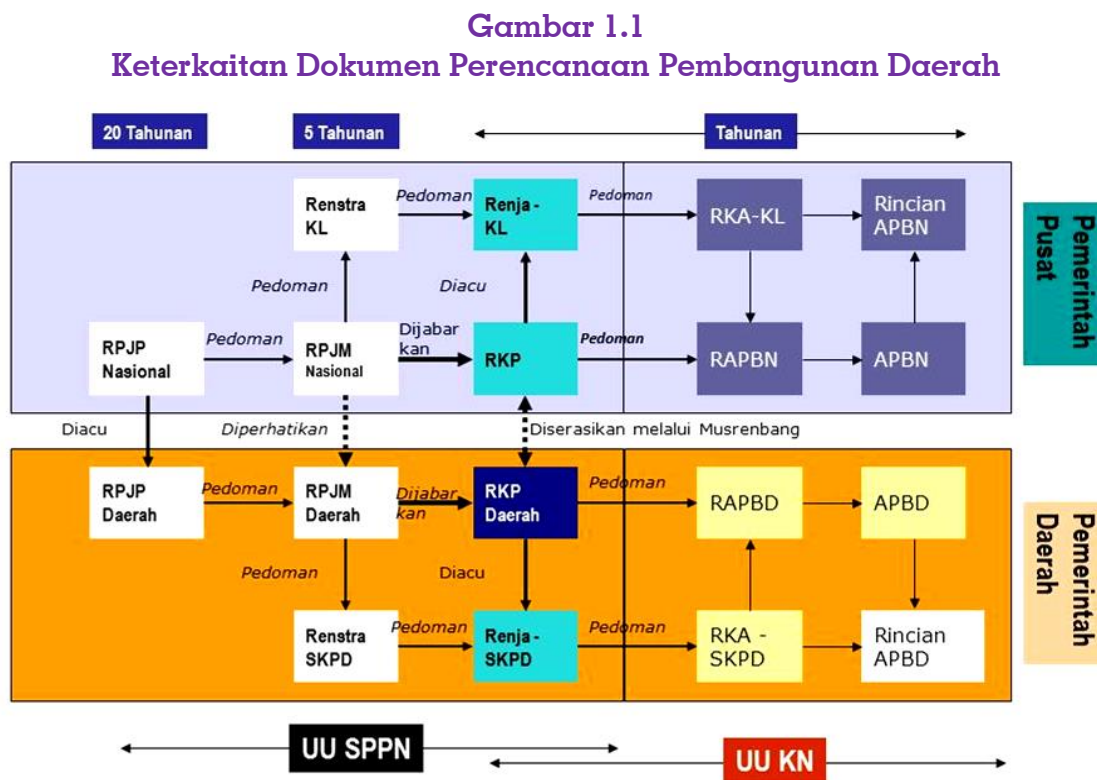 Gambar 1.1
Keterkaitan Dokumen Perencanaan Pembangunan Daerah
20 Tahunan
5 Tahunan
Tahunan
Renstra
KL
Pedoman
Renja -
KL
Pedoman
RKA-KL
Rincian
APBN
Pemerintah
Pusat
Pedoman
Diacu
RPJP
Nasional
Pedoman
RPJM
Nasional
Dijabar
kan
RKP
Pedoman
RAPBN
APBN
Diacu
Diperhatikan
Diserasikan melalui Musrenbang
RPJP
Daerah
Pedoman
RPJM
Daerah
Dijabar
kan
RKP
Daerah
Pedoman
RAPBD
APBD
Pemerintah
Daerah
Pedoman
Diacu
Renstra
SKPD
Pedoman
Renja -
SKPD
Pedoman
RKA -
SKPD
Rincian
APBD
UU SPPN
UU KN